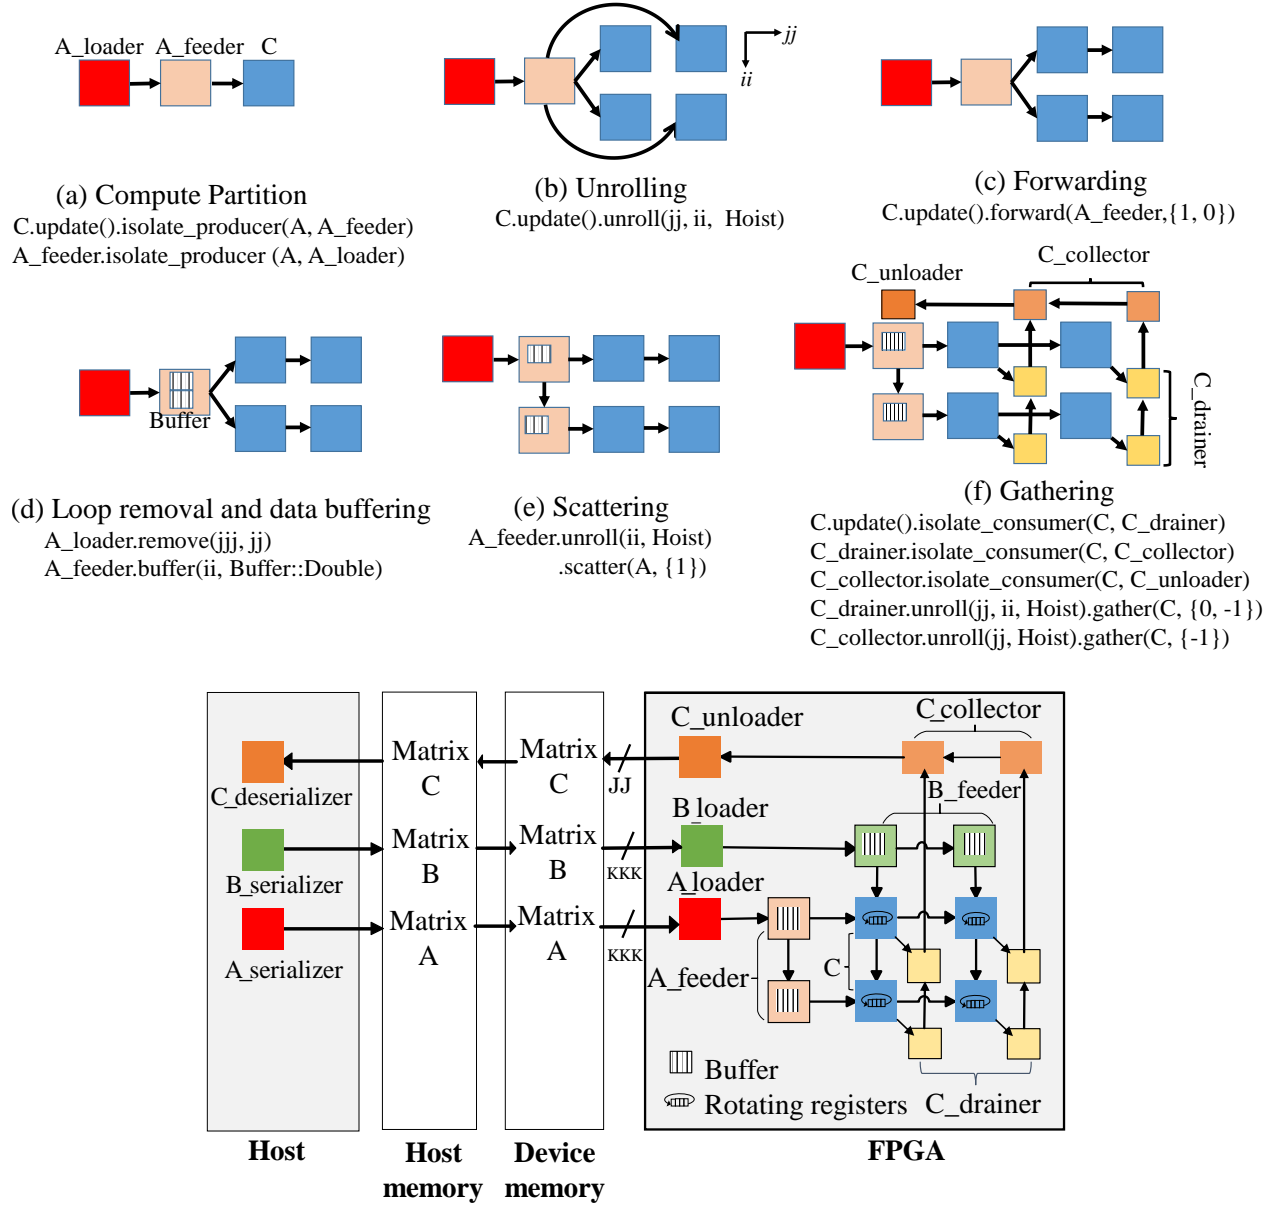 A_loader A_feeder C
jj
ii
(a) Compute Partition
C.update().isolate_producer(A, A_feeder)
A_feeder.isolate_producer (A, A_loader)
(b) Unrolling
C.update().unroll(jj, ii, Hoist)
(c) Forwarding
C.update().forward(A_feeder,{1, 0})
Buffer
(d) Loop removal and data buffering
A_loader.remove(jjj, jj)
A_feeder.buffer(ii, Buffer::Double)
(e) Scattering
A_feeder.unroll(ii, Hoist)
.scatter(A, {1})
C_unloader
C_collector
C_drainer
(f) Gathering
C.update().isolate_consumer(C, C_drainer)
C_drainer.isolate_consumer(C, C_collector)
C_collector.isolate_consumer(C, C_unloader)
C_drainer.unroll(jj, ii, Hoist).gather(C, {0, -1})
C_collector.unroll(jj, Hoist).gather(C, {-1})
C_deserializer
B_serializer
A_serializer
Host
Matrix
C
Matrix
B
Matrix
A
Host
memory
Matrix
C
Matrix
B
Matrix
A
Device
memory
JJ
KKK
KKK
C_unloader
C_collector
B_feeder
B_loader
A_loader
A_feeder
C
Buffer
Rotating registers
C_drainer
FPGA